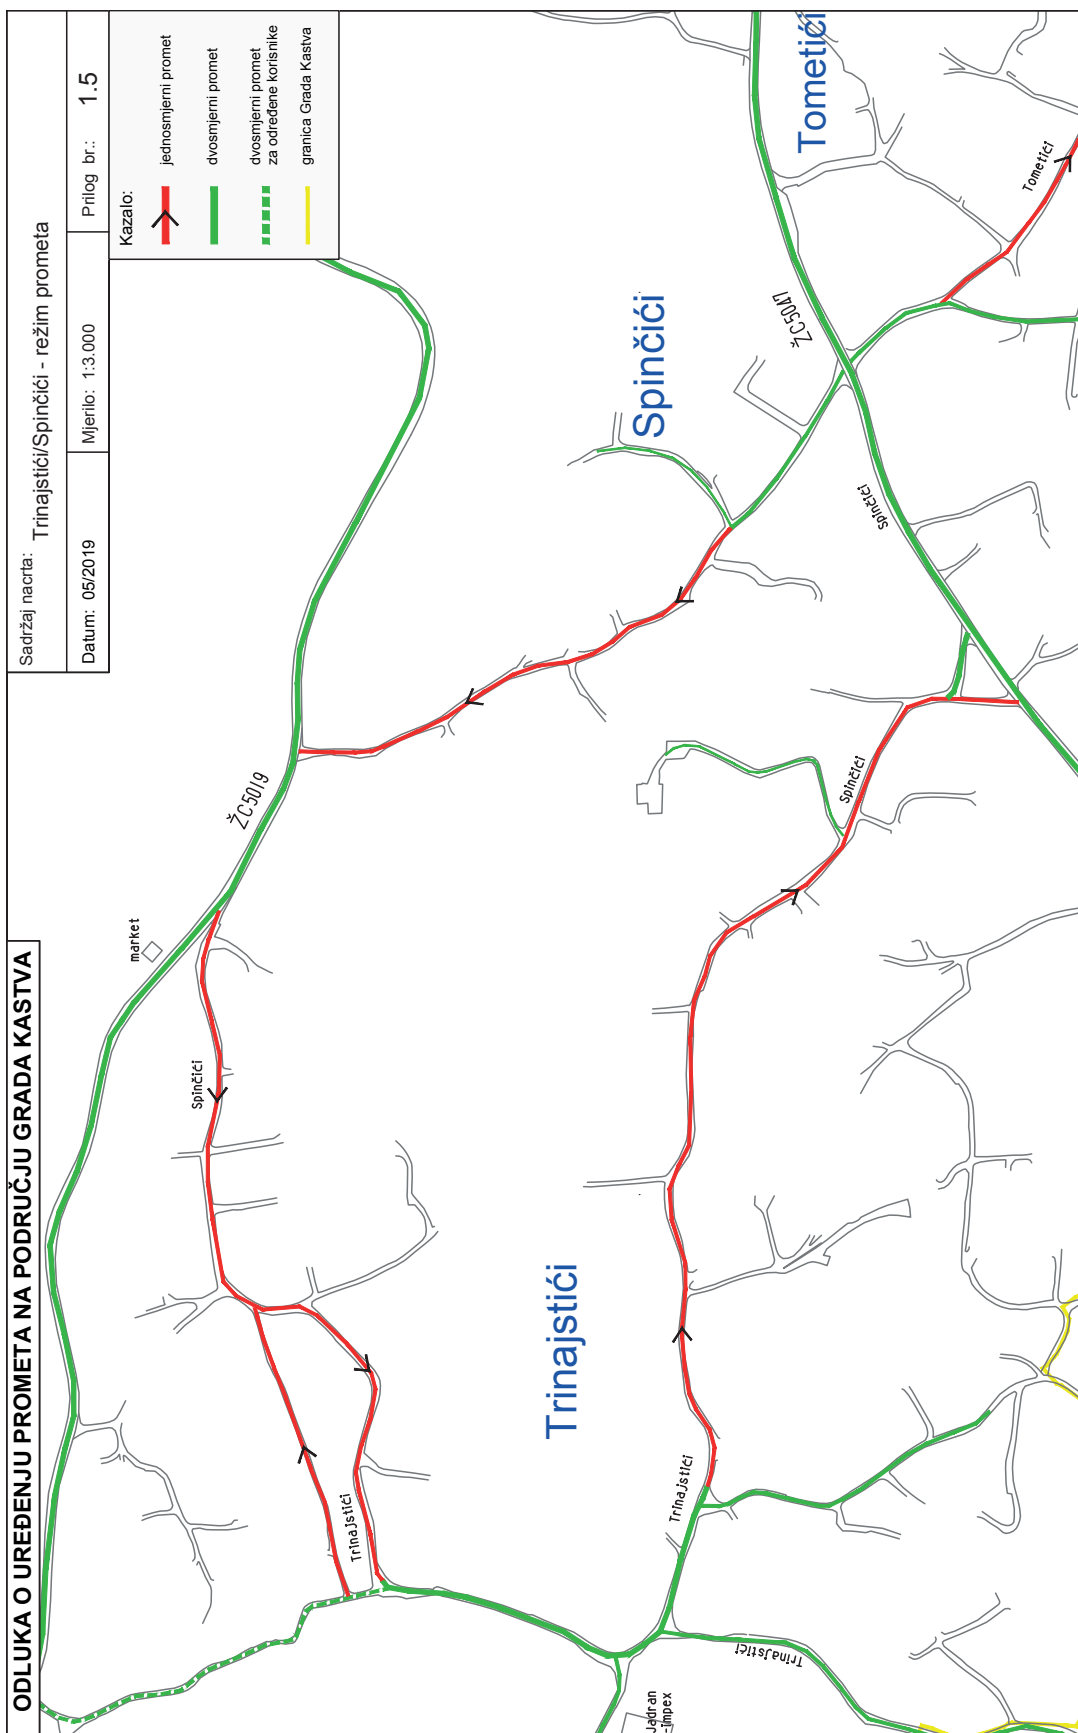 ODLUKA O UREĐENJU PROMETA NA PODRUČJU GRADA KASTVA
Sadržaj nacrta:
Trinajstići/Spinčići - režim prometa
Datum: 05/2019
Mjerilo: 1:3.000
Prilog br.: 1.5
Kazalo:
jednosmjerni promet
dvosmjerni promet
dvosmjerni promet
za određene korisnike
granica Grada Kastva
market
ŽC5019
Spinčići
Trinajstići
Spinčići
Tometići
ŽC5047
Tometići
Spinčići
Spinčići
Trinajstići
Trinajstići
Trinajstići
Jadran
-impex